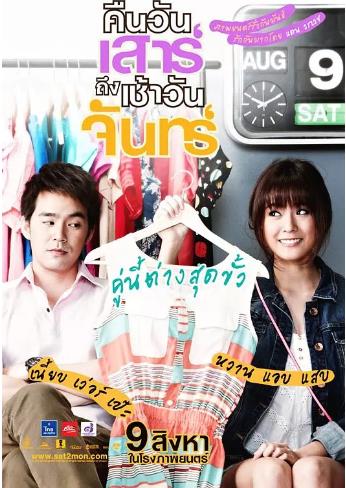 คืนวัน
เสาร์
ถึง
เช้าวัน
จันทร์
AUG 9
SAT
คู่นี้ต่างสุดขั้ว
เนี้ยบ เว่อร์ เป๊ะ
หวาน แอบ แสบ
9 สิงหา
ในโรงภาพยนตร์
www.sat2mon.com